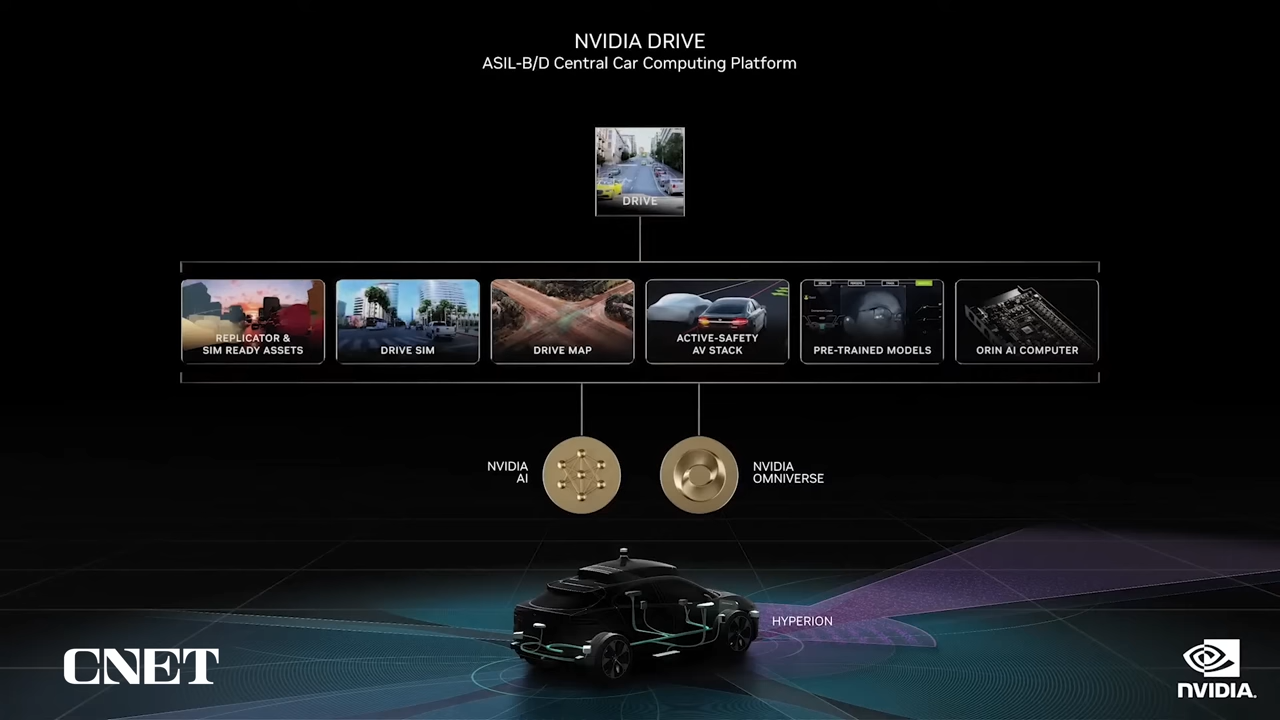 NVIDIA DRIVE
ASIL-B/D Central Car Computing Platform
DRIVE
REPLICATOR &
SIM READY ASSETS
DRIVE SIM
DRIVE MAP
ACTIVE-SAFETY
AV STACK
PRE-TRAINED MODELS
ORIN AI COMPUTER
NVIDIA
AI
NVIDIA
OMNIVERSE
HYPERION
CNET
NVIDIA.